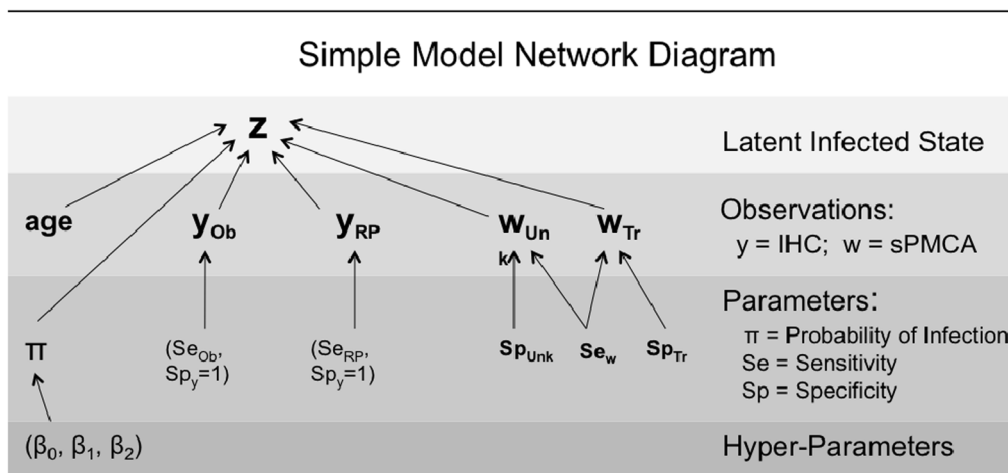 Simple Model Network Diagram
z
Latent Infected State
age
yOb
yRP
wUn
k
wTr
Observations:
y = IHC; w = sPMCA
Parameters:
π = Probability of Infection
Se = Sensitivity
Sp = Specificity
π
(SeOb,
Spy=1)
(SeRP,
Spy=1)
SpUnk
Sew
SpTr
(β0, β1, β2)
Hyper-Parameters